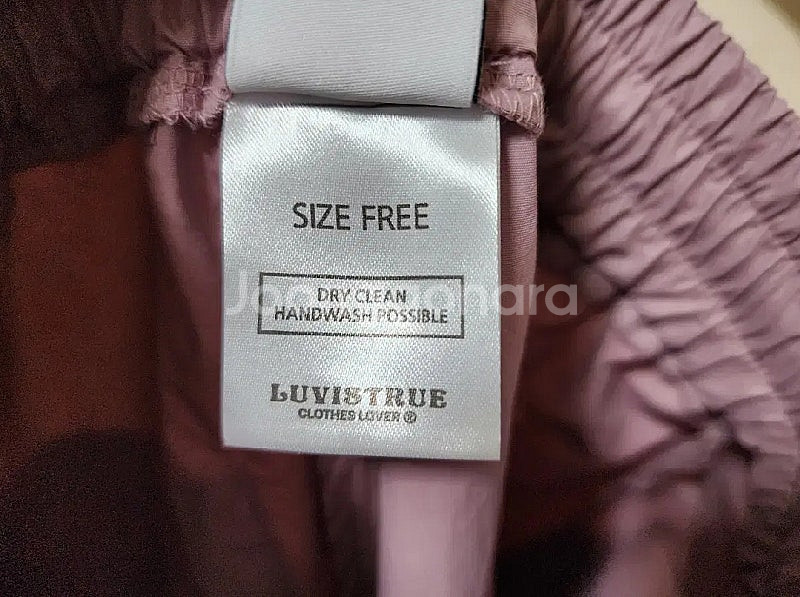 SIZE FREE
DRY CLEAN
HANDWASH POSSIBLE
LUVISTRUE
CLOTHES LOVER ®